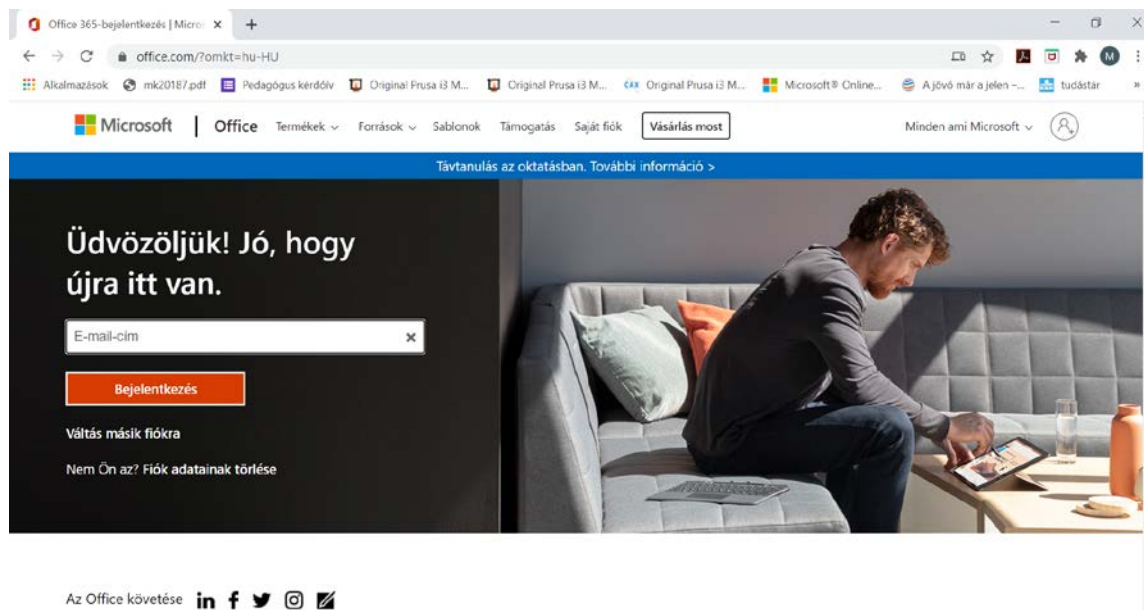 Office 365-bejelentkezés | Micro
office.com/?omkt=hu-HU
M
Alkalmazások mk20187.pdf Pedagógus kérdőív Original Prusa i3 M... Original Prusa i3 M... CAX Original Prusa i3 M... Microsoft® Online... A jövő már a jelen –... tudástár »
Microsoft | Office Termékek Források Sablonok Támogatás Saját fiók Vásárlás most Minden ami Microsoft
Távtanulás az oktatásban. További információ >
Üdvözöljük! Jó, hogy
újra itt van.
E-mail-cím
Bejelentkezés
Váltás másik fiókra
Nem Ön az? Fiók adatainak törlése
Az Office követése